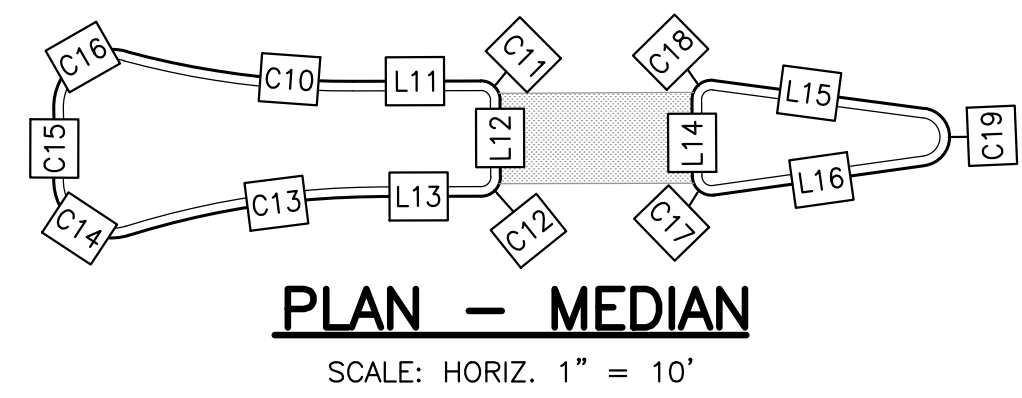 C16
C10
L11
C11
C18
L15
C15
L12
L14
C19
C14
C13
L13
C12
C17
L16
PLAN - MEDIAN
SCALE: HORIZ. 1" = 10'